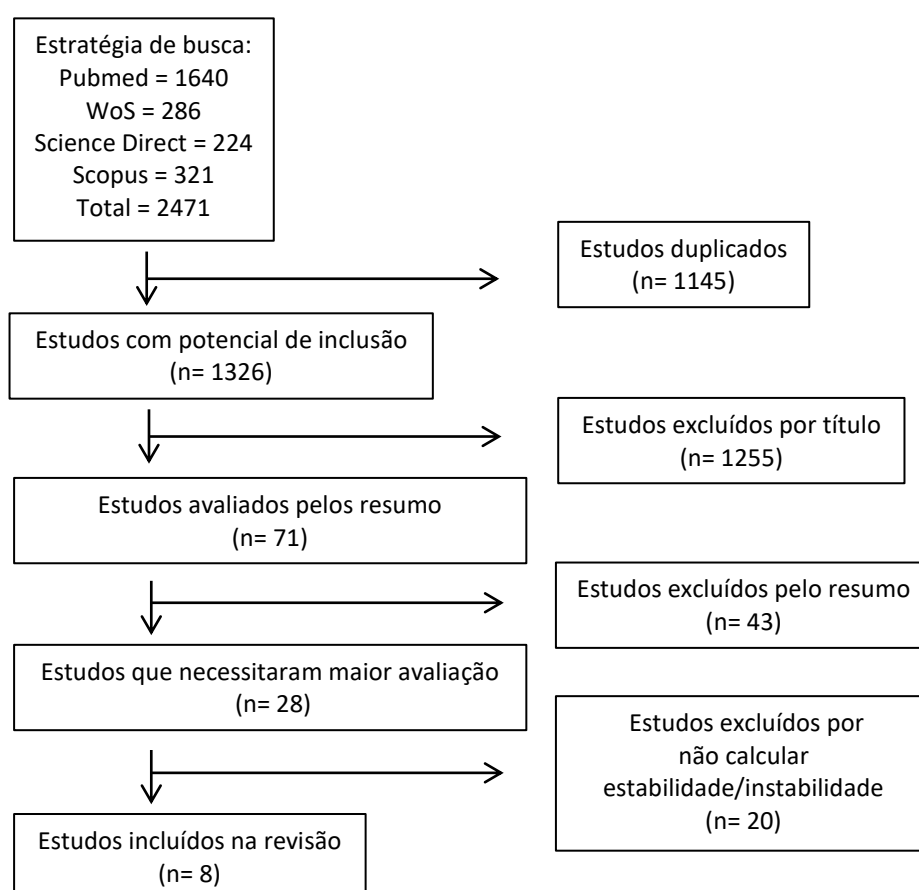 Estratégia de busca:
Pubmed = 1640
WoS = 286
Science Direct = 224
Scopus = 321
Total = 2471
Estudos duplicados
(n= 1145)
Estudos com potencial de inclusão
(n= 1326)
Estudos excluídos por título
(n= 1255)
Estudos avaliados pelos resumo
(n= 71)
Estudos excluídos pelo resumo
(n= 43)
Estudos que necessitaram maior avaliação
(n= 28)
Estudos excluídos por
não calcular
estabilidade/instabilidade
(n= 20)
Estudos incluídos na revisão
(n= 8)